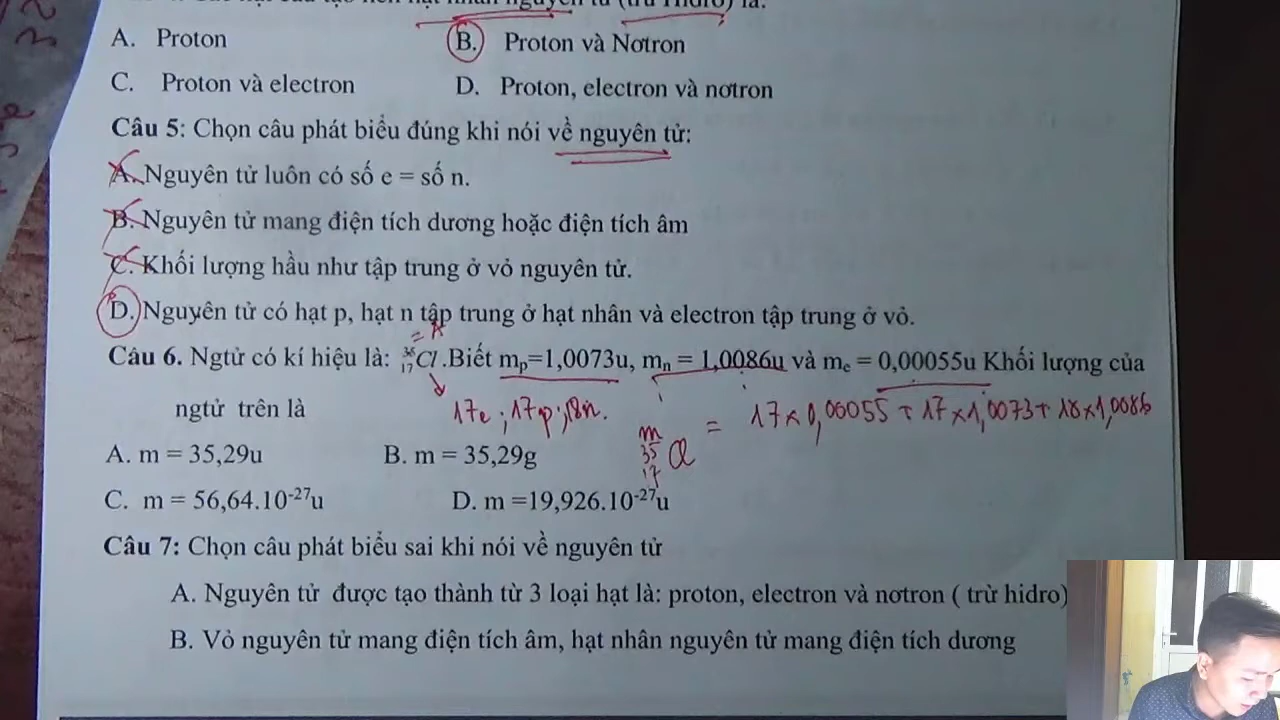 hạt nhân nguyên tử (trừ Hidro) là:
A. Proton B. Proton và Nơtron
C. Proton và electron D. Proton, electron và nơtron
Câu 5: Chọn câu phát biểu đúng khi nói về nguyên tử:
A. Nguyên tử luôn có số e = số n.
B. Nguyên tử mang điện tích dương hoặc điện tích âm
C. Khối lượng hầu như tập trung ở vỏ nguyên tử.
D. Nguyên tử có hạt p, hạt n tập trung ở hạt nhân và electron tập trung ở vỏ.
= A
Câu 6. Ngtử có kí hiệu là: ₁₇Cl .Biết mₚ=1,0073u, mₙ = 1,0086u và mₑ = 0,00055u Khối lượng của
ngtử trên là 17e ; 17p ; 18n. m ³⁵₁₇Cl = 17 x 0,00055 + 17 x 1,0073 + 18 x 1,0086
A. m = 35,29u B. m = 35,29g
C. m = 56,64.10⁻²⁷u D. m =19,926.10⁻²⁷u
Câu 7: Chọn câu phát biểu sai khi nói về nguyên tử
A. Nguyên tử được tạo thành từ 3 loại hạt là: proton, electron và nơtron ( trừ hidro)
B. Vỏ nguyên tử mang điện tích âm, hạt nhân nguyên tử mang điện tích dương